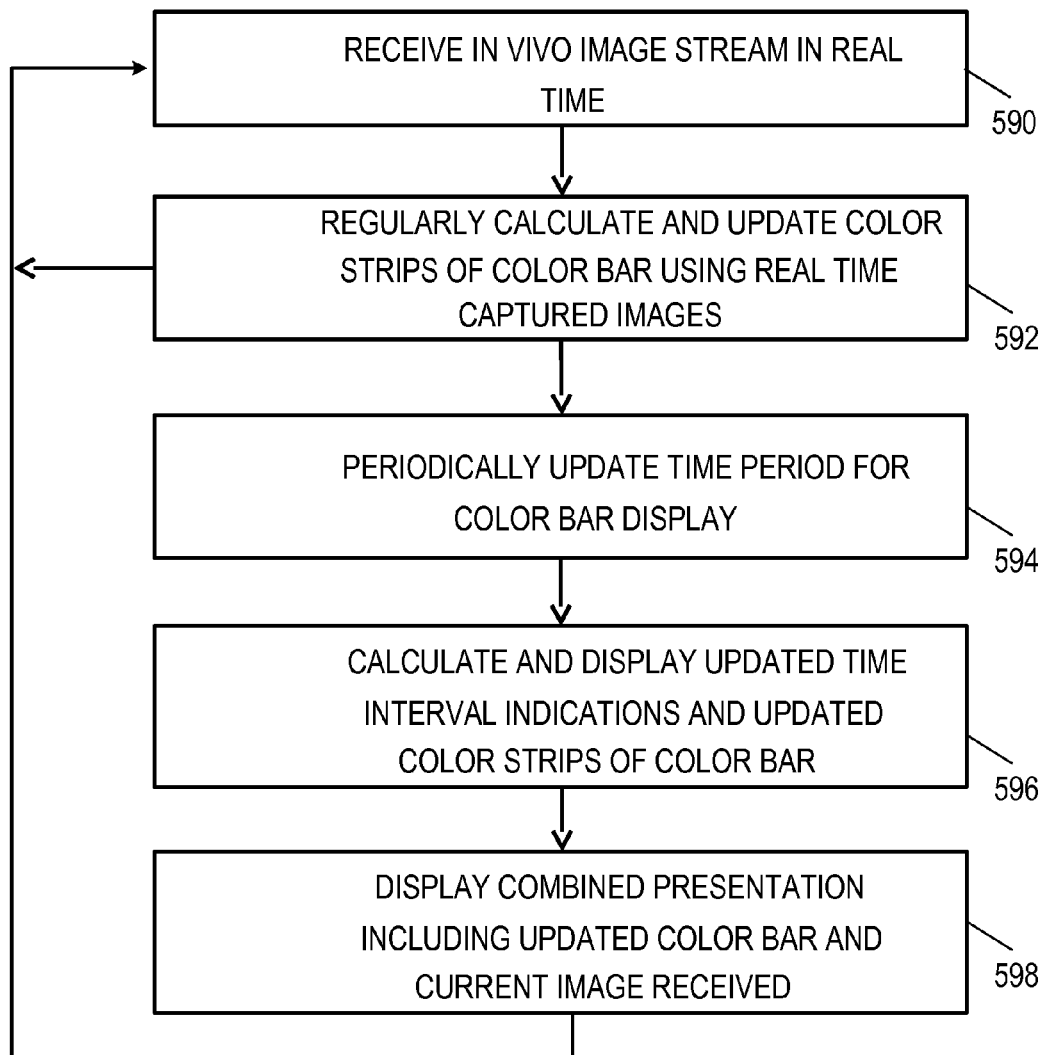 RECEIVE IN VIVO IMAGE STREAM IN REAL
TIME
590
REGULARLY CALCULATE AND UPDATE COLOR
STRIPS OF COLOR BAR USING REAL TIME
CAPTURED IMAGES
592
PERIODICALLY UPDATE TIME PERIOD FOR
COLOR BAR DISPLAY
594
CALCULATE AND DISPLAY UPDATED TIME
INTERVAL INDICATIONS AND UPDATED
COLOR STRIPS OF COLOR BAR
596
DISPLAY COMBINED PRESENTATION
INCLUDING UPDATED COLOR BAR AND
CURRENT IMAGE RECEIVED
598